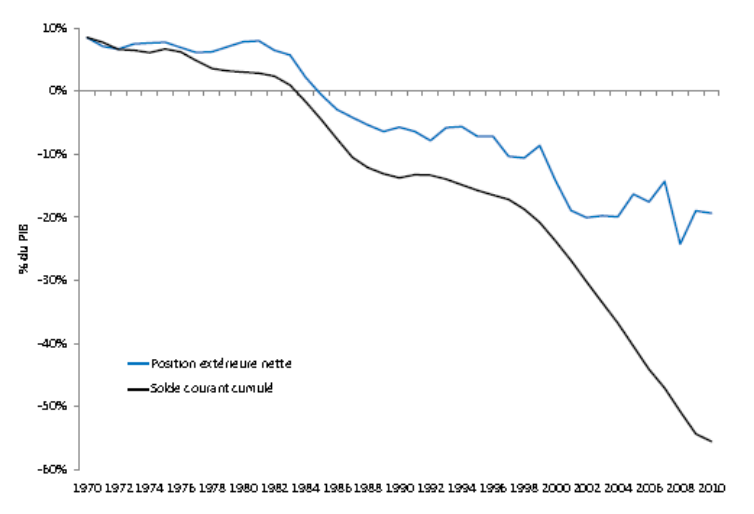 10%
0%
-10%
-20%
-30%
-40%
-50%
-60%
% du PIB
Position extérieure nette
Solde courant cumulé
1970 1972 1974 1976 1978 1980 1982 1984 1986 1988 1990 1992 1994 1996 1998 2000 2002 2004 2006 2008 2010